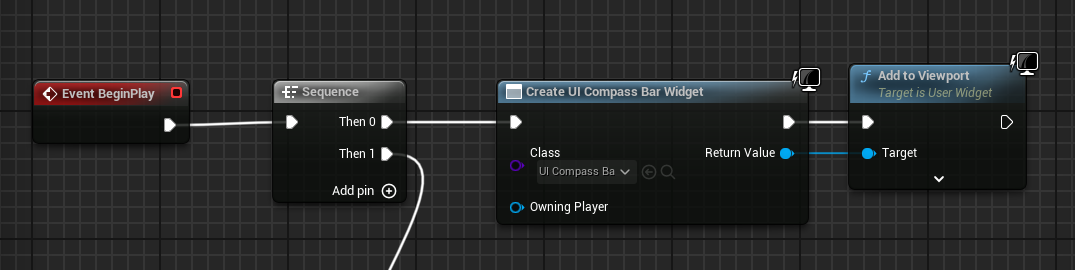 Event BeginPlay
Sequence
Then 0
Then 1
Add pin
Create UI Compass Bar Widget
Class
UI Compass Ba
Return Value
Owning Player
f Add to Viewport
Target is User Widget
Target